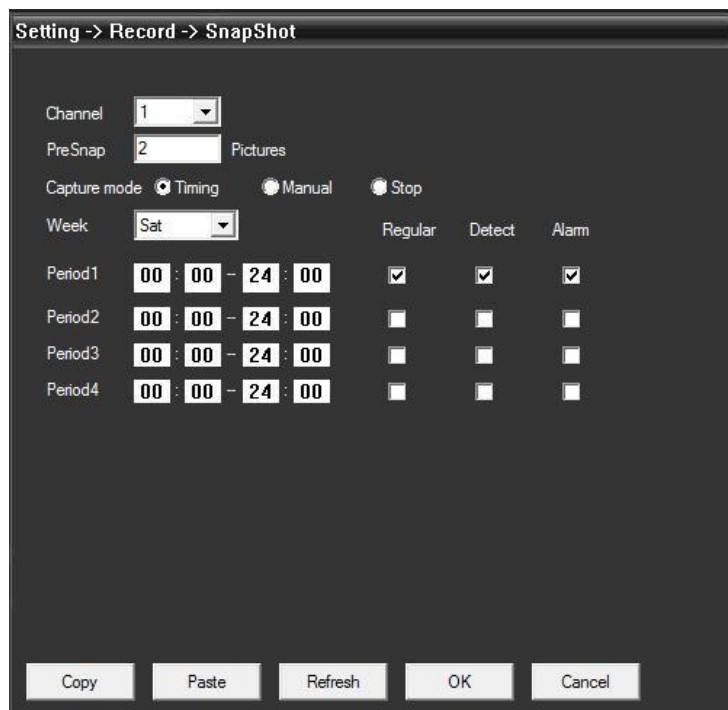 Setting -> Record -> SnapShot
Channel 1
PreSnap 2 Pictures
Capture mode Timing Manual Stop
Week Sat Regular Detect Alarm
Period1 00 : 00 - 24 : 00
Period2 00 : 00 - 24 : 00
Period3 00 : 00 - 24 : 00
Period4 00 : 00 - 24 : 00
Copy Paste Refresh OK Cancel